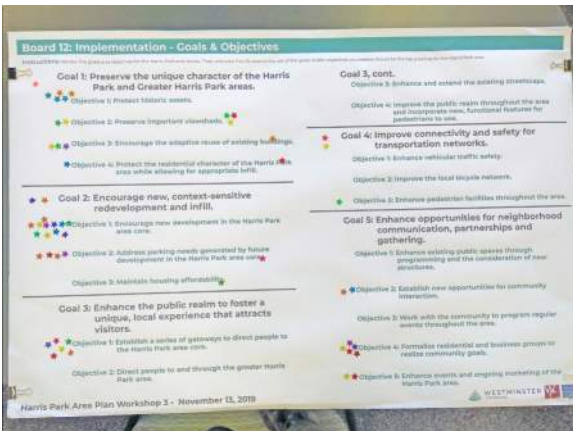 Board 12: Implementation - Goals & Objectives
Goal 1: Preserve the unique character of the Harris
Park and Greater Harris Park areas.
Objective 1: Protect historic assets.
Objective 2: Preserve important viewsheds.
Objective 3: Encourage the adaptive reuse of existing buildings.
Objective 4: Protect the residential character of the Harris Park
area while allowing for appropriate infill.
Goal 2: Encourage new, context-sensitive
redevelopment and infill.
Objective 1: Encourage new development in the Harris Park
area core.
Objective 2: Address parking needs generated by future
development in the Harris Park area core.
Objective 3: Maintain housing affordability.
Goal 3: Enhance the public realm to foster a
unique, local experience that attracts
visitors.
Objective 1: Establish a series of gateways to direct people to
the Harris Park area core.
Objective 2: Direct people to and through the greater Harris
Park area.
Harris Park Area Plan Workshop 3 - November 13, 2019
Goal 3, cont.
Objective 3: Enhance and extend the existing streetscape.
Objective 4: Improve the public realm throughout the area
and incorporate new, functional features for
pedestrians to use.
Goal 4: Improve connectivity and safety for
transportation networks.
Objective 1: Enhance vehicular traffic safety.
Objective 2: Improve the local bicycle network.
Objective 3: Enhance pedestrian facilities throughout the area.
Goal 5: Enhance opportunities for neighborhood
communication, partnerships and
gathering.
Objective 1: Enhance existing public spaces through
programming and the consideration of new
structures.
Objective 2: Establish new opportunities for community
interaction.
Objective 3: Work with the community to program regular
events throughout the area.
Objective 4: Formalize residential and business groups to
realize community goals.
Objective 5: Enhance events and ongoing marketing of the
Harris Park area.
WESTMINSTER